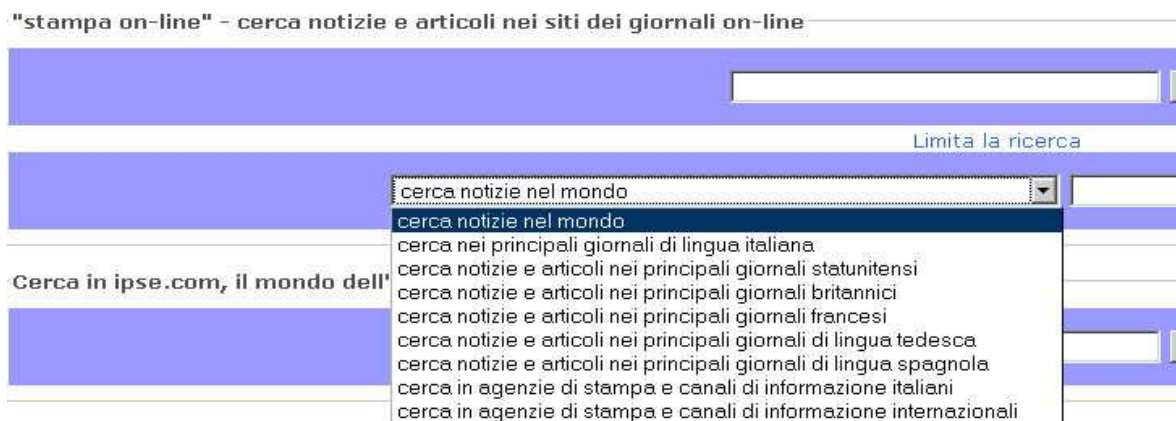 "stampa on-line" - cerca notizie e articoli nei siti dei giornali on-line
Limita la ricerca
cerca notizie nel mondo
cerca notizie nel mondo
cerca nei principali giornali di lingua italiana
cerca notizie e articoli nei principali giornali statunitensi
Cerca in ipse.com, il mondo dell'
cerca notizie e articoli nei principali giornali britannici
cerca notizie e articoli nei principali giornali francesi
cerca notizie e articoli nei principali giornali di lingua tedesca
cerca notizie e articoli nei principali giornali di lingua spagnola
cerca in agenzie di stampa e canali di informazione italiani
cerca in agenzie di stampa e canali di informazione internazionali